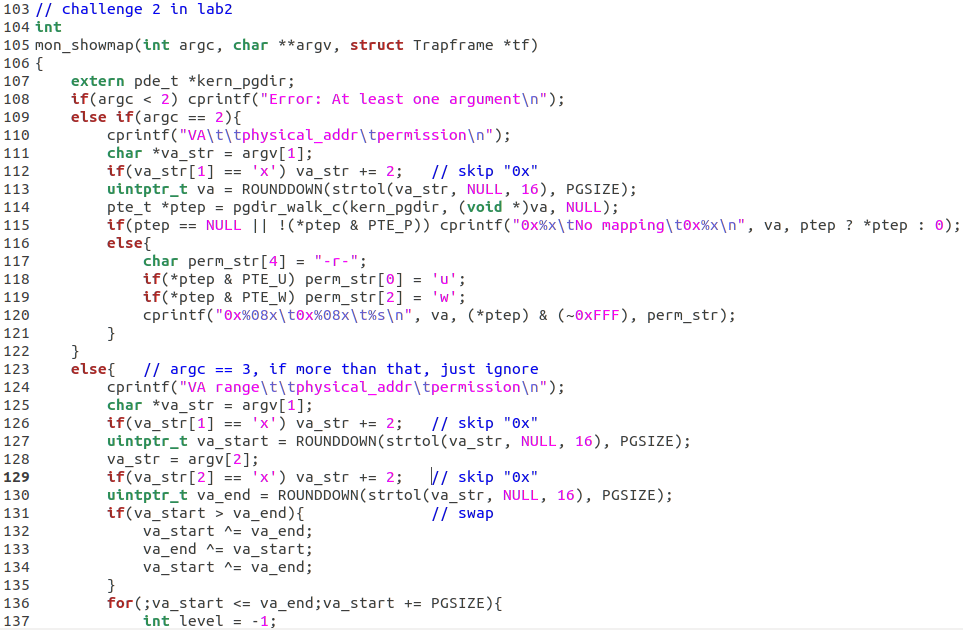 103 // challenge 2 in lab2
104 int
105 mon_showmap(int argc, char **argv, struct Trapframe *tf)
106 {
107     extern pde_t *kern_pgdir;
108     if(argc < 2) cprintf("Error: At least one argument\n");
109     else if(argc == 2){
110         cprintf("VA\t\tphysical_addr\tpermission\n");
111         char *va_str = argv[1];
112         if(va_str[1] == 'x') va_str += 2;   // skip "0x"
113         uintptr_t va = ROUNDDOWN(strtol(va_str, NULL, 16), PGSIZE);
114         pte_t *ptep = pgdir_walk_c(kern_pgdir, (void *)va, NULL);
115         if(ptep == NULL || !(*ptep & PTE_P)) cprintf("0x%x\tNo mapping\t0x%x\n", va, ptep ? *ptep : 0);
116         else{
117             char perm_str[4] = "-r-";
118             if(*ptep & PTE_U) perm_str[0] = 'u';
119             if(*ptep & PTE_W) perm_str[2] = 'w';
120             cprintf("0x%08x\t0x%08x\t%s\n", va, (*ptep) & (~0xFFF), perm_str);
121         }
122     }
123     else{   // argc == 3, if more than that, just ignore
124         cprintf("VA range\t\tphysical_addr\tpermission\n");
125         char *va_str = argv[1];
126         if(va_str[1] == 'x') va_str += 2;   // skip "0x"
127         uintptr_t va_start = ROUNDDOWN(strtol(va_str, NULL, 16), PGSIZE);
128         va_str = argv[2];
129         if(va_str[2] == 'x') va_str += 2;   // skip "0x"
130         uintptr_t va_end = ROUNDDOWN(strtol(va_str, NULL, 16), PGSIZE);
131         if(va_start > va_end){              // swap
132             va_start ^= va_end;
133             va_end ^= va_start;
134             va_start ^= va_end;
135         }
136         for(;va_start <= va_end;va_start += PGSIZE){
137             int level = -1;